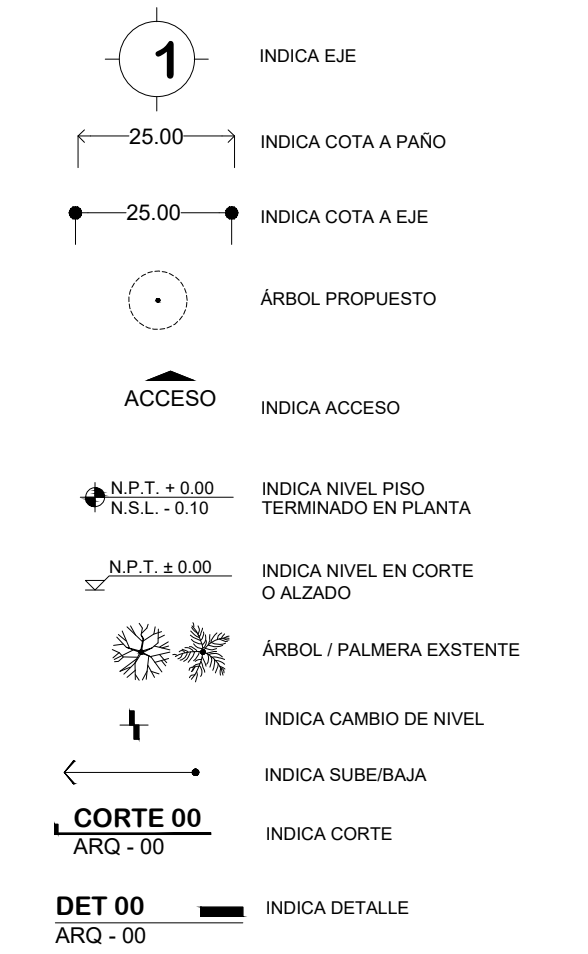 1
INDICA EJE
25.00
INDICA COTA A PAÑO
25.00
INDICA COTA A EJE
ÁRBOL PROPUESTO
ACCESO
INDICA ACCESO
N.P.T. + 0.00
N.S.L. - 0.10
INDICA NIVEL PISO
TERMINADO EN PLANTA
N.P.T. ± 0.00
INDICA NIVEL EN CORTE
O ALZADO
ÁRBOL / PALMERA EXSTENTE
INDICA CAMBIO DE NIVEL
INDICA SUBE/BAJA
CORTE 00
ARQ - 00
INDICA CORTE
DET 00
ARQ - 00
INDICA DETALLE